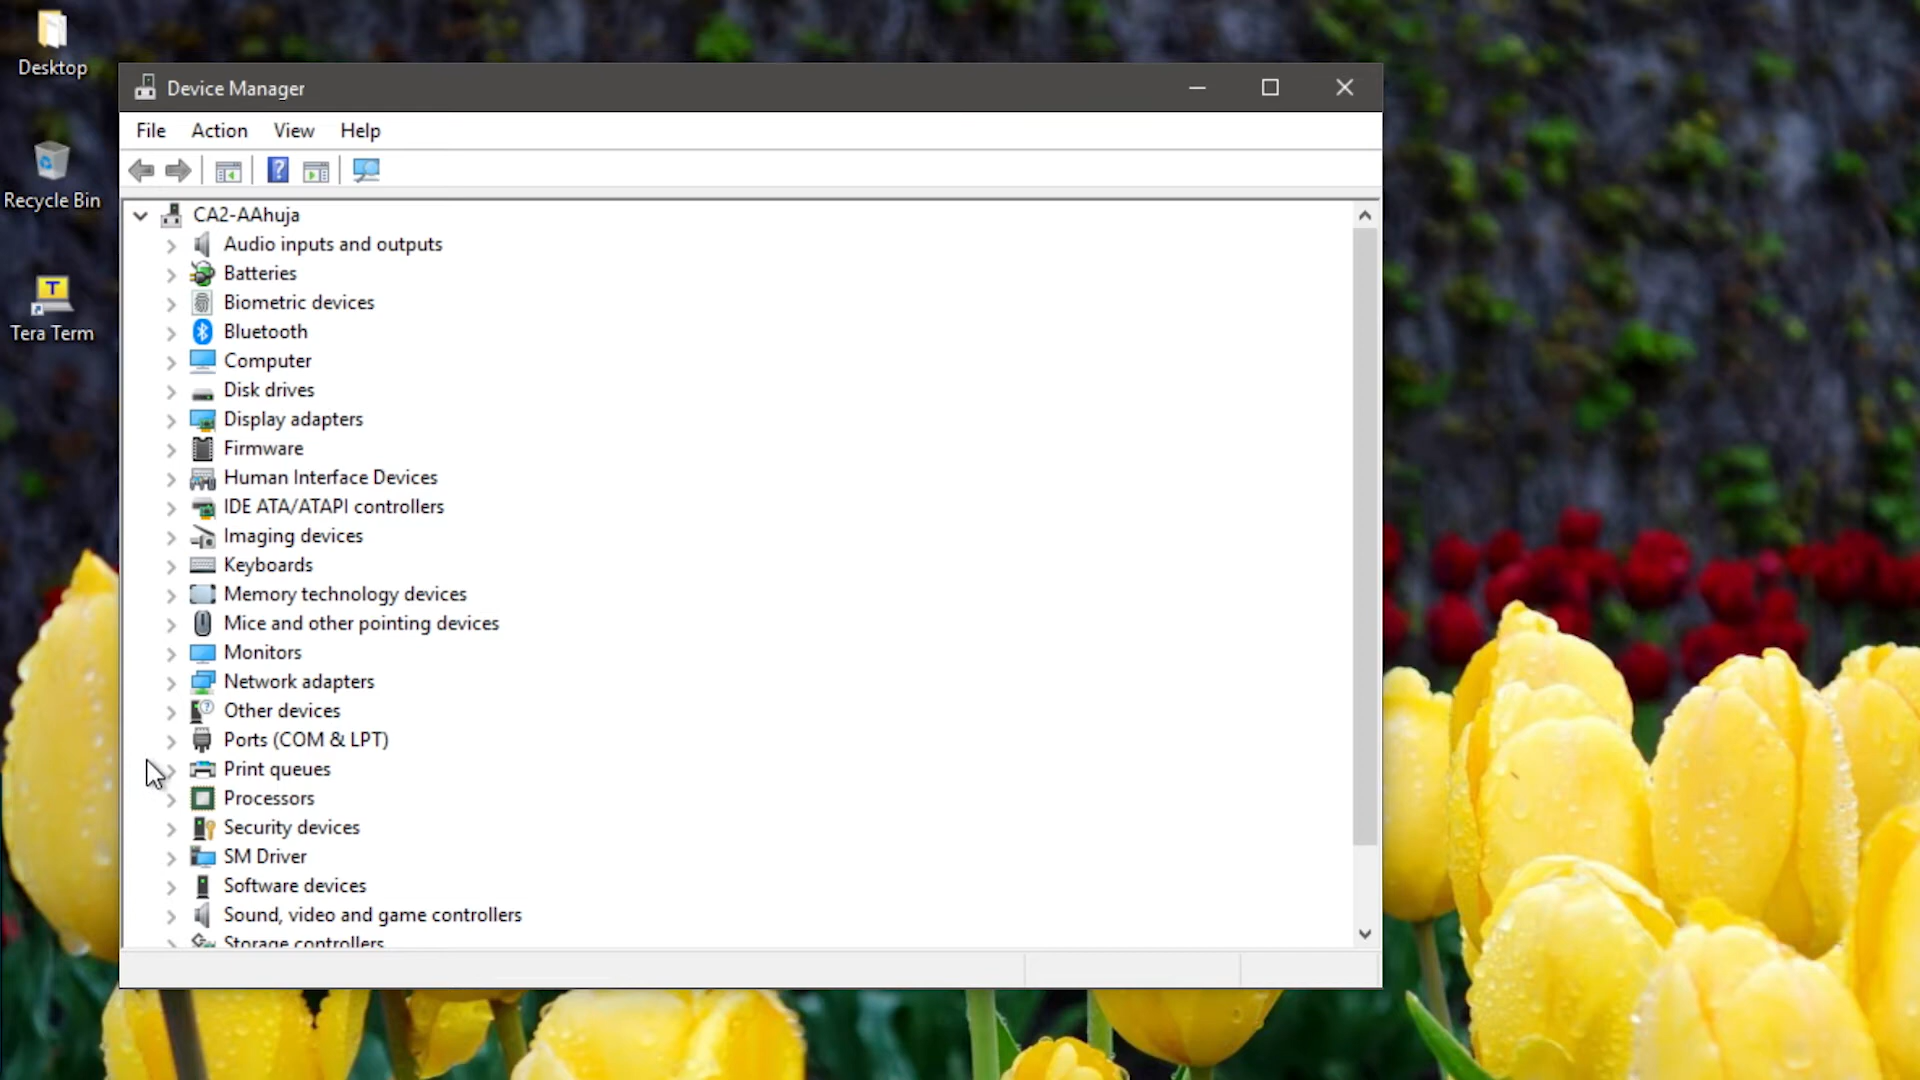 Desktop
Recycle Bin
Tera Term
Device Manager
File Action View Help
CA2-AAhuja
Audio inputs and outputs
Batteries
Biometric devices
Bluetooth
Computer
Disk drives
Display adapters
Firmware
Human Interface Devices
IDE ATA/ATAPI controllers
Imaging devices
Keyboards
Memory technology devices
Mice and other pointing devices
Monitors
Network adapters
Other devices
Ports (COM & LPT)
Print queues
Processors
Security devices
SM Driver
Software devices
Sound, video and game controllers
Storage controllers